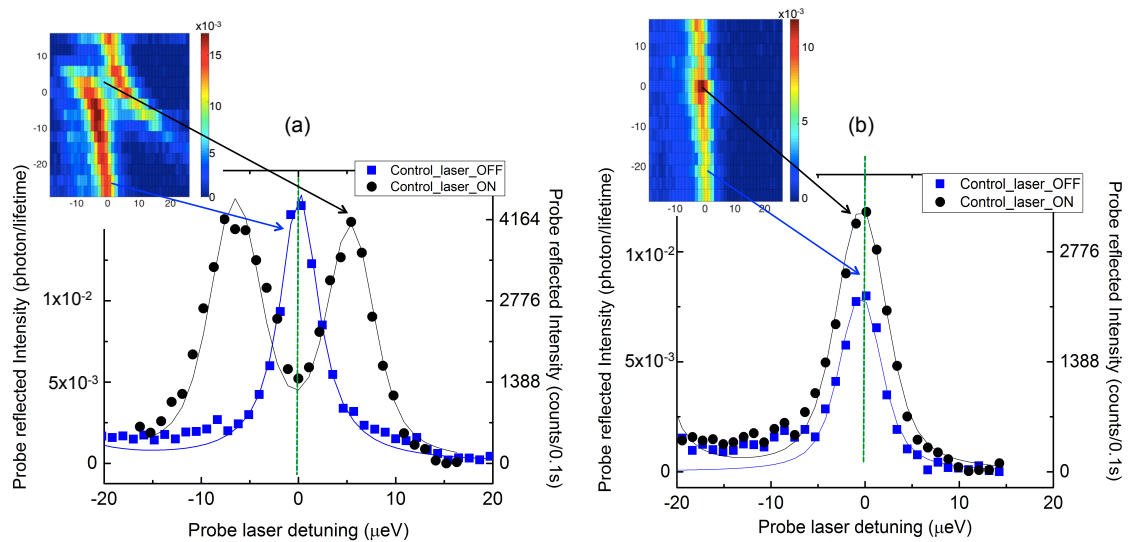 x10⁻³
15
10
5
0
10
0
-10
-20
-10 0 10 20
(a)
Control_laser_OFF
Control_laser_ON
Probe reflected Intensity (photon/lifetime)
1x10⁻²
5x10⁻³
0
4164
2776
1388
0
Probe reflected Intensity (counts/0.1s)
-20 -10 0 10 20
Probe laser detuning (μeV)
x10⁻³
10
5
0
10
0
-10
-20
-10 0 10 20
(b)
Control_laser_OFF
Control_laser_ON
Probe reflected Intensity (photon/lifetime)
1x10⁻²
5x10⁻³
0
2776
1388
0
Probe reflected Intensity (counts/0.1s)
-20 -10 0 10 20
Probe laser detuning (μeV)